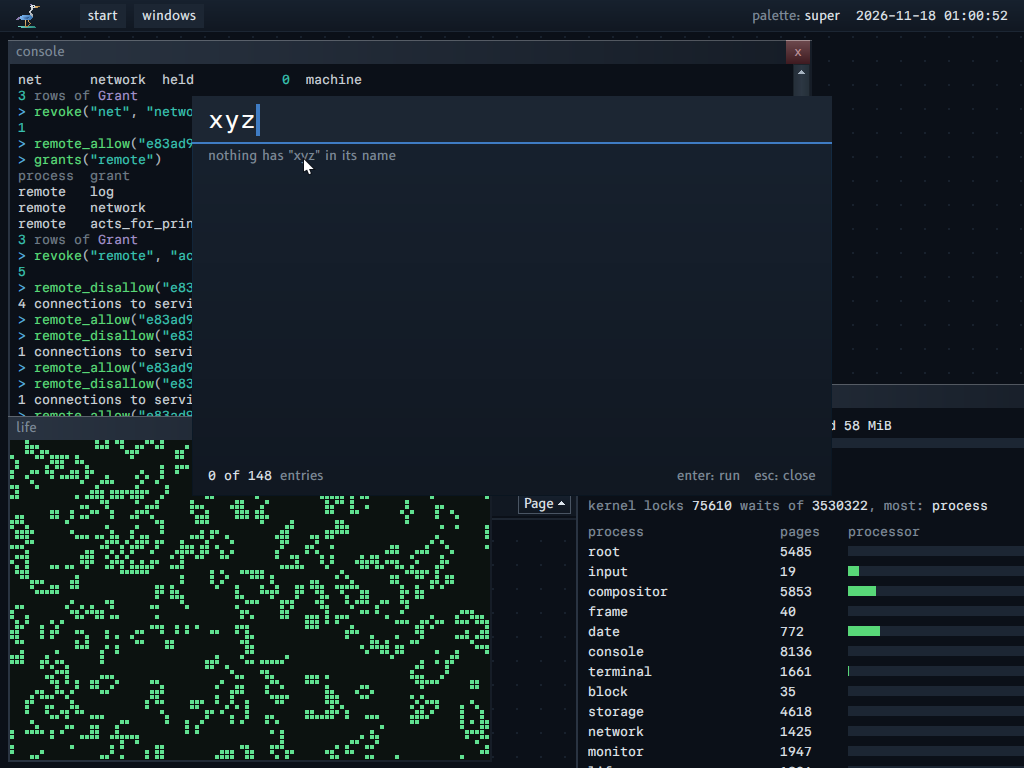 start windows palette: super 2026-11-18 01:00:52
console x
net network held 0 machine
3 rows of Grant
> revoke("net", "netwo
1
> remote_allow("e83ad9
> grants("remote")
process grant
remote log
remote network
remote acts_for_prin
3 rows of Grant
> revoke("remote", "ac
5
> remote_disallow("e83
4 connections to servi
> remote_allow("e83ad9
> remote_disallow("e83
1 connections to servi
> remote_allow("e83ad9
> remote_disallow("e83
1 connections to servi
> remote_allow("e83ad9
xyz
nothing has "xyz" in its name
0 of 148 entries enter: run esc: close
life
58 MiB
Page
kernel locks 75610 waits of 3530322, most: process
process pages processor
root 5485
input 19
compositor 5853
frame 40
date 772
console 8136
terminal 1661
block 35
storage 4618
network 1425
monitor 1947